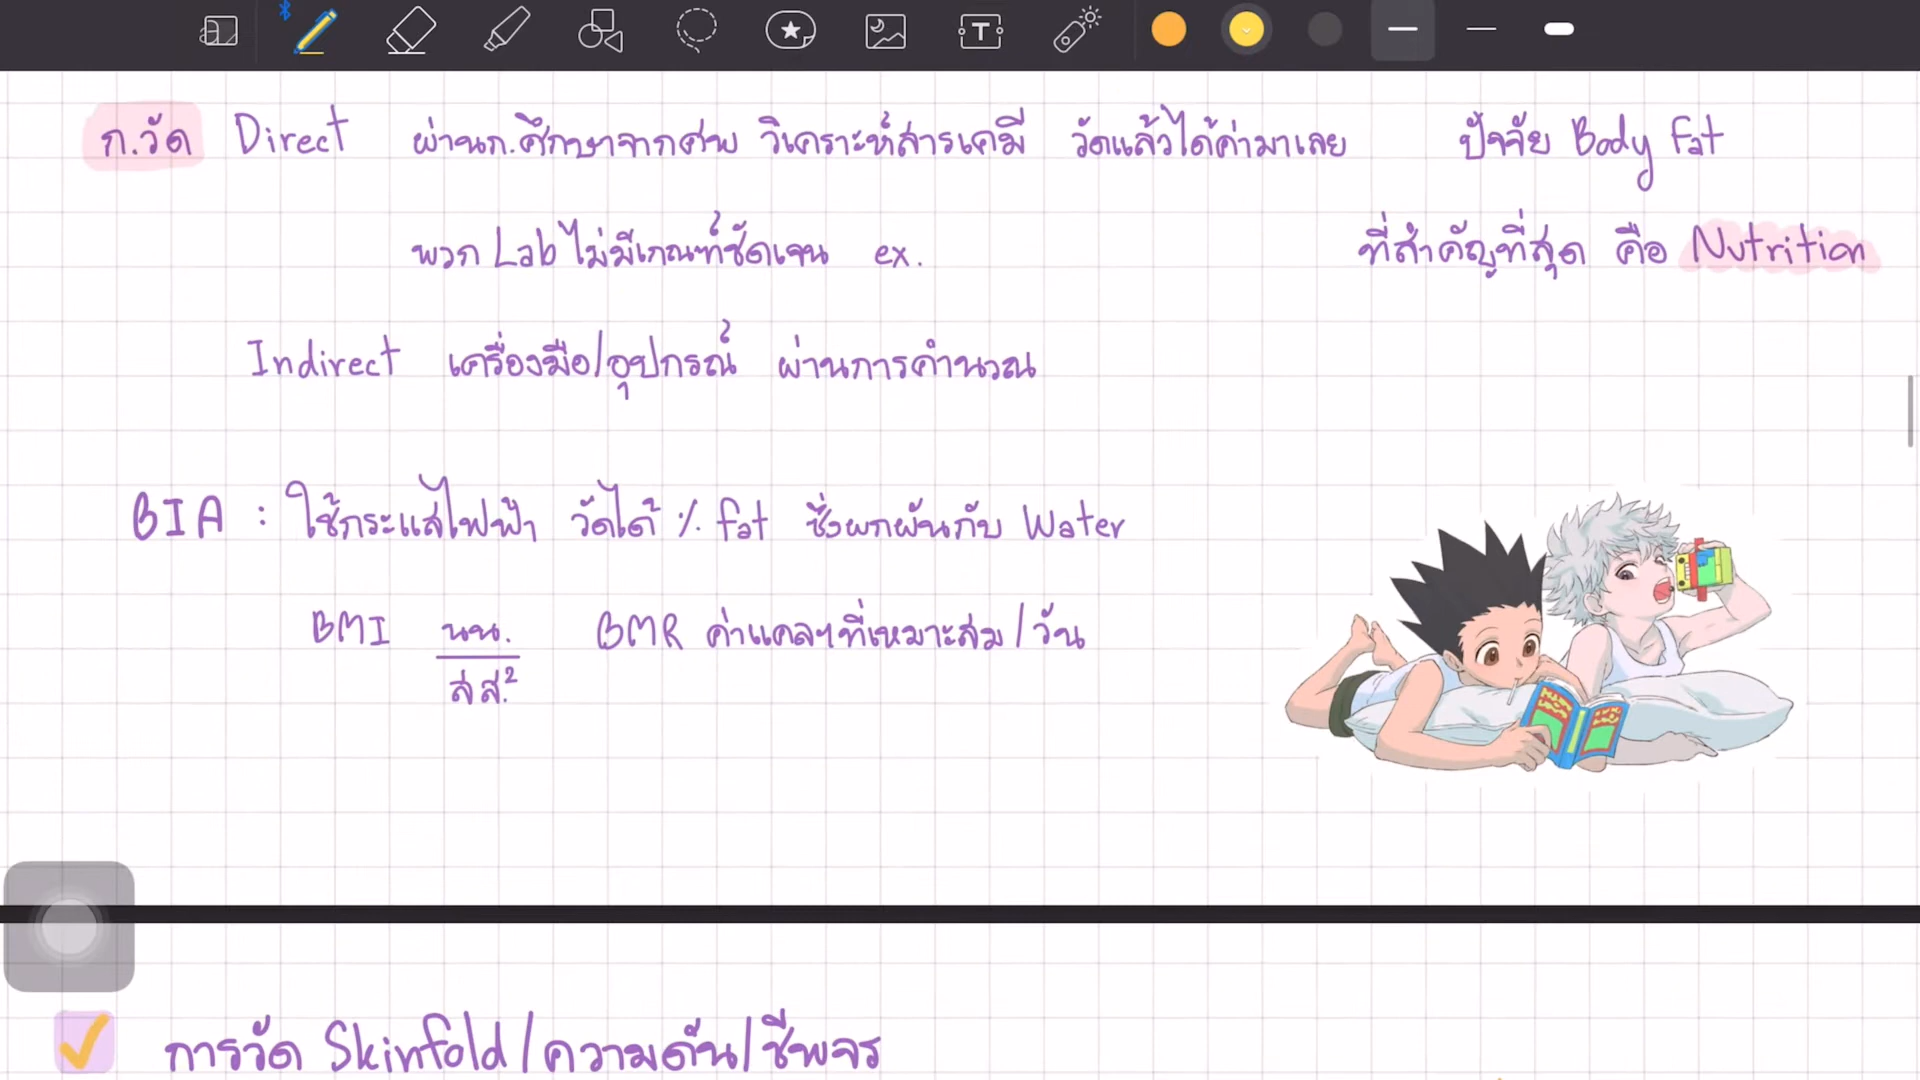 ก.วัด Direct ผ่านก.ศึกษาจากศพ วิเคราะห์สารเคมี วัดแล้วได้ค่ามาเลย
พวก Lab ไม่มีเกณฑ์ชัดเจน ex.
ปัจจัย Body Fat
ที่สำคัญที่สุด คือ Nutrition
Indirect เครื่องมือ/อุปกรณ์ ผ่านการคำนวณ
BIA : ใช้กระแสไฟฟ้า วัดได้ % fat ซึ่งผกผันกับ Water
BMI นน. BMR ค่าแคลฯที่เหมาะสม/วัน
สส.²
การวัด Skinfold/ความดัน/ชีพจร